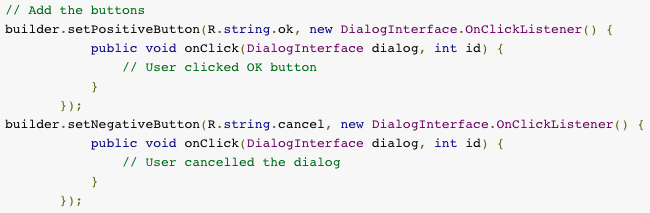 // Add the buttons
builder.setPositiveButton(R.string.ok, new DialogInterface.OnClickListener() {
           public void onClick(DialogInterface dialog, int id) {
               // User clicked OK button
           }
       });
builder.setNegativeButton(R.string.cancel, new DialogInterface.OnClickListener() {
           public void onClick(DialogInterface dialog, int id) {
               // User cancelled the dialog
           }
       });